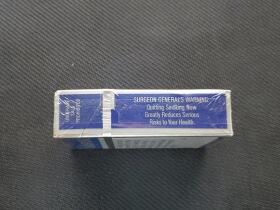 SURGEON GENERAL'S WARNING:
Quitting Smoking Now
Greatly Reduces Serious
Risks to Your Health.